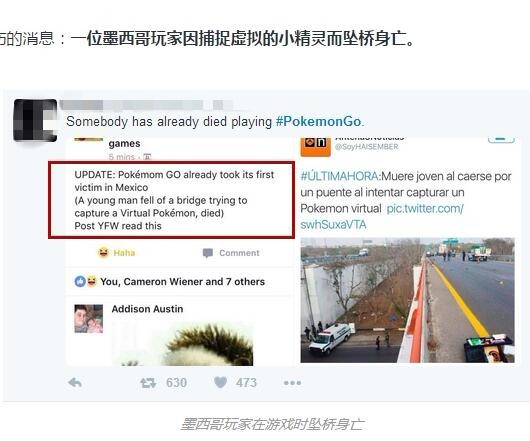 的消息：一位墨西哥玩家因捕捉虚拟的小精灵而坠桥身亡。
Somebody has already died playing #PokemonGo.
games
5 mins
UPDATE: Pokémom GO already took its first
victim in Mexico
(A young man fell of a bridge trying to
capture a Virtual Pokémon, died)
Post YFW read this
Haha Comment
You, Cameron Wiener and 7 others
Addison Austin
AntenasNoticias
@SoyHAISEMBER
#ÚLTIMAHORA:Muere joven al caerse por
un puente al intentar capturar un
Pokemon virtual pic.twitter.com/
swhSuxaVTA
630 473
墨西哥玩家在游戏时坠桥身亡